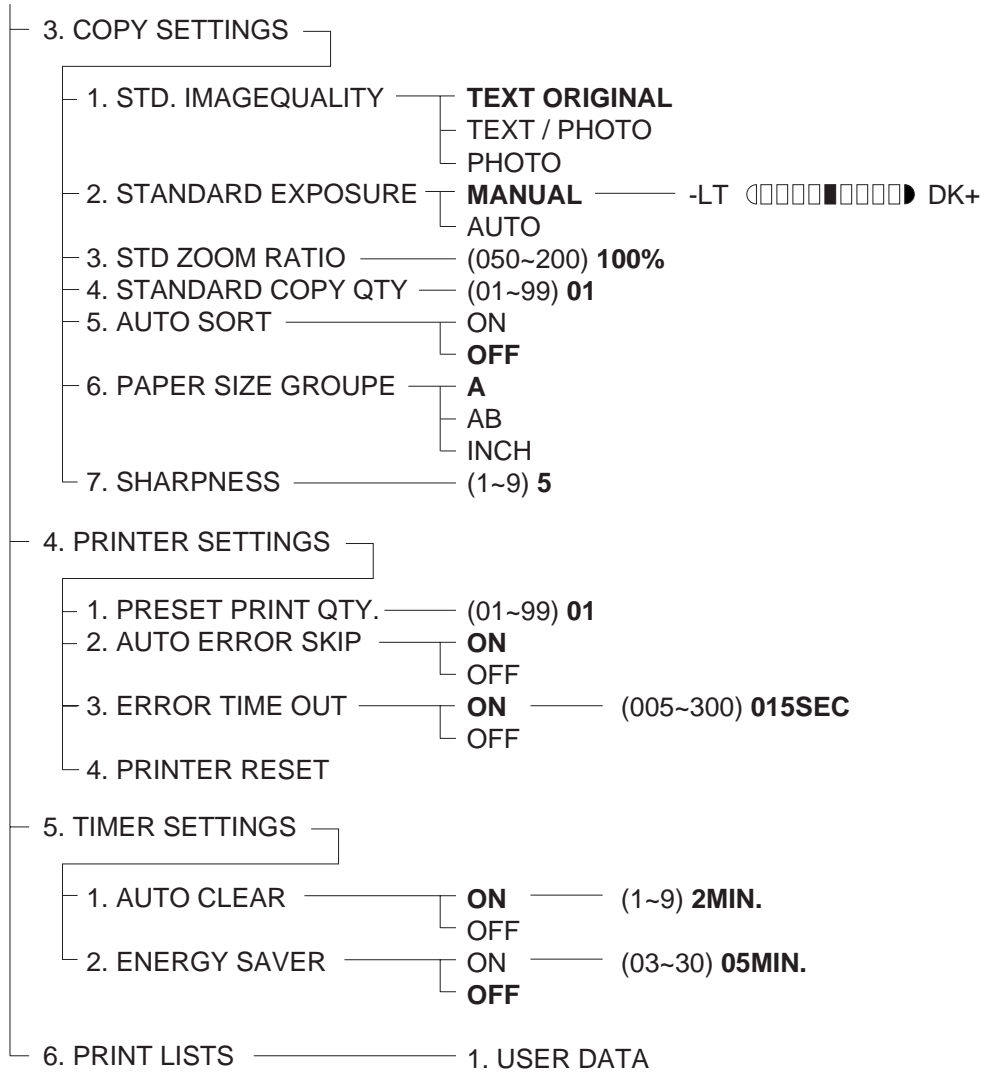 3. COPY SETTINGS
1. STD. IMAGEQUALITY TEXT ORIGINAL
TEXT / PHOTO
PHOTO
2. STANDARD EXPOSURE MANUAL -LT DK+
AUTO
3. STD ZOOM RATIO (050~200) 100%
4. STANDARD COPY QTY (01~99) 01
5. AUTO SORT ON
OFF
6. PAPER SIZE GROUPE A
AB
INCH
7. SHARPNESS (1~9) 5
4. PRINTER SETTINGS
1. PRESET PRINT QTY. (01~99) 01
2. AUTO ERROR SKIP ON
OFF
3. ERROR TIME OUT ON (005~300) 015SEC
OFF
4. PRINTER RESET
5. TIMER SETTINGS
1. AUTO CLEAR ON (1~9) 2MIN.
OFF
2. ENERGY SAVER ON (03~30) 05MIN.
OFF
6. PRINT LISTS 1. USER DATA